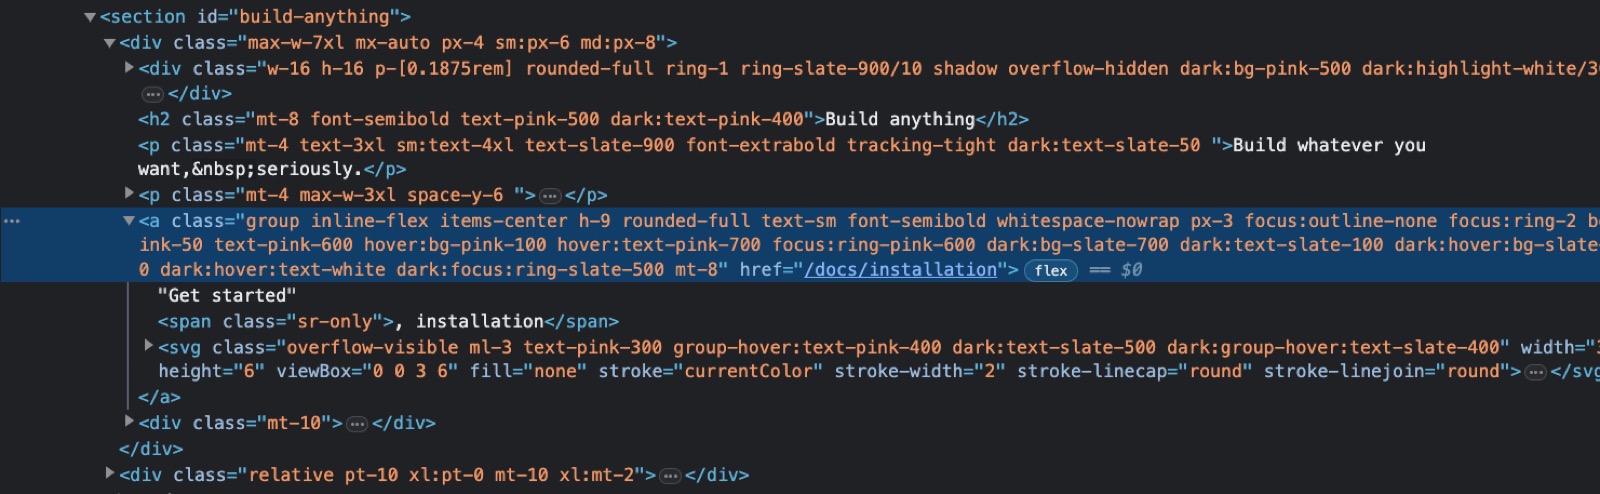 <section id="build-anything">
<div class="max-w-7xl mx-auto px-4 sm:px-6 md:px-8">
<div class="w-16 h-16 p-[0.1875rem] rounded-full ring-1 ring-slate-900/10 shadow overflow-hidden dark:bg-pink-500 dark:highlight-white/3
… </div>
<h2 class="mt-8 font-semibold text-pink-500 dark:text-pink-400">Build anything</h2>
<p class="mt-4 text-3xl sm:text-4xl text-slate-900 font-extrabold tracking-tight dark:text-slate-50 ">Build whatever you
want,&nbsp;seriously.</p>
<p class="mt-4 max-w-3xl space-y-6 ">…</p>
… <a class="group inline-flex items-center h-9 rounded-full text-sm font-semibold whitespace-nowrap px-3 focus:outline-none focus:ring-2 b
ink-50 text-pink-600 hover:bg-pink-100 hover:text-pink-700 focus:ring-pink-600 dark:bg-slate-700 dark:text-slate-100 dark:hover:bg-slate-
0 dark:hover:text-white dark:focus:ring-slate-500 mt-8" href="/docs/installation"> flex == $0
"Get started"
<span class="sr-only">, installation</span>
<svg class="overflow-visible ml-3 text-pink-300 group-hover:text-pink-400 dark:text-slate-500 dark:group-hover:text-slate-400" width="3
height="6" viewBox="0 0 3 6" fill="none" stroke="currentColor" stroke-width="2" stroke-linecap="round" stroke-linejoin="round">…</svg
</a>
<div class="mt-10">…</div>
</div>
<div class="relative pt-10 xl:pt-0 mt-10 xl:mt-2">…</div>